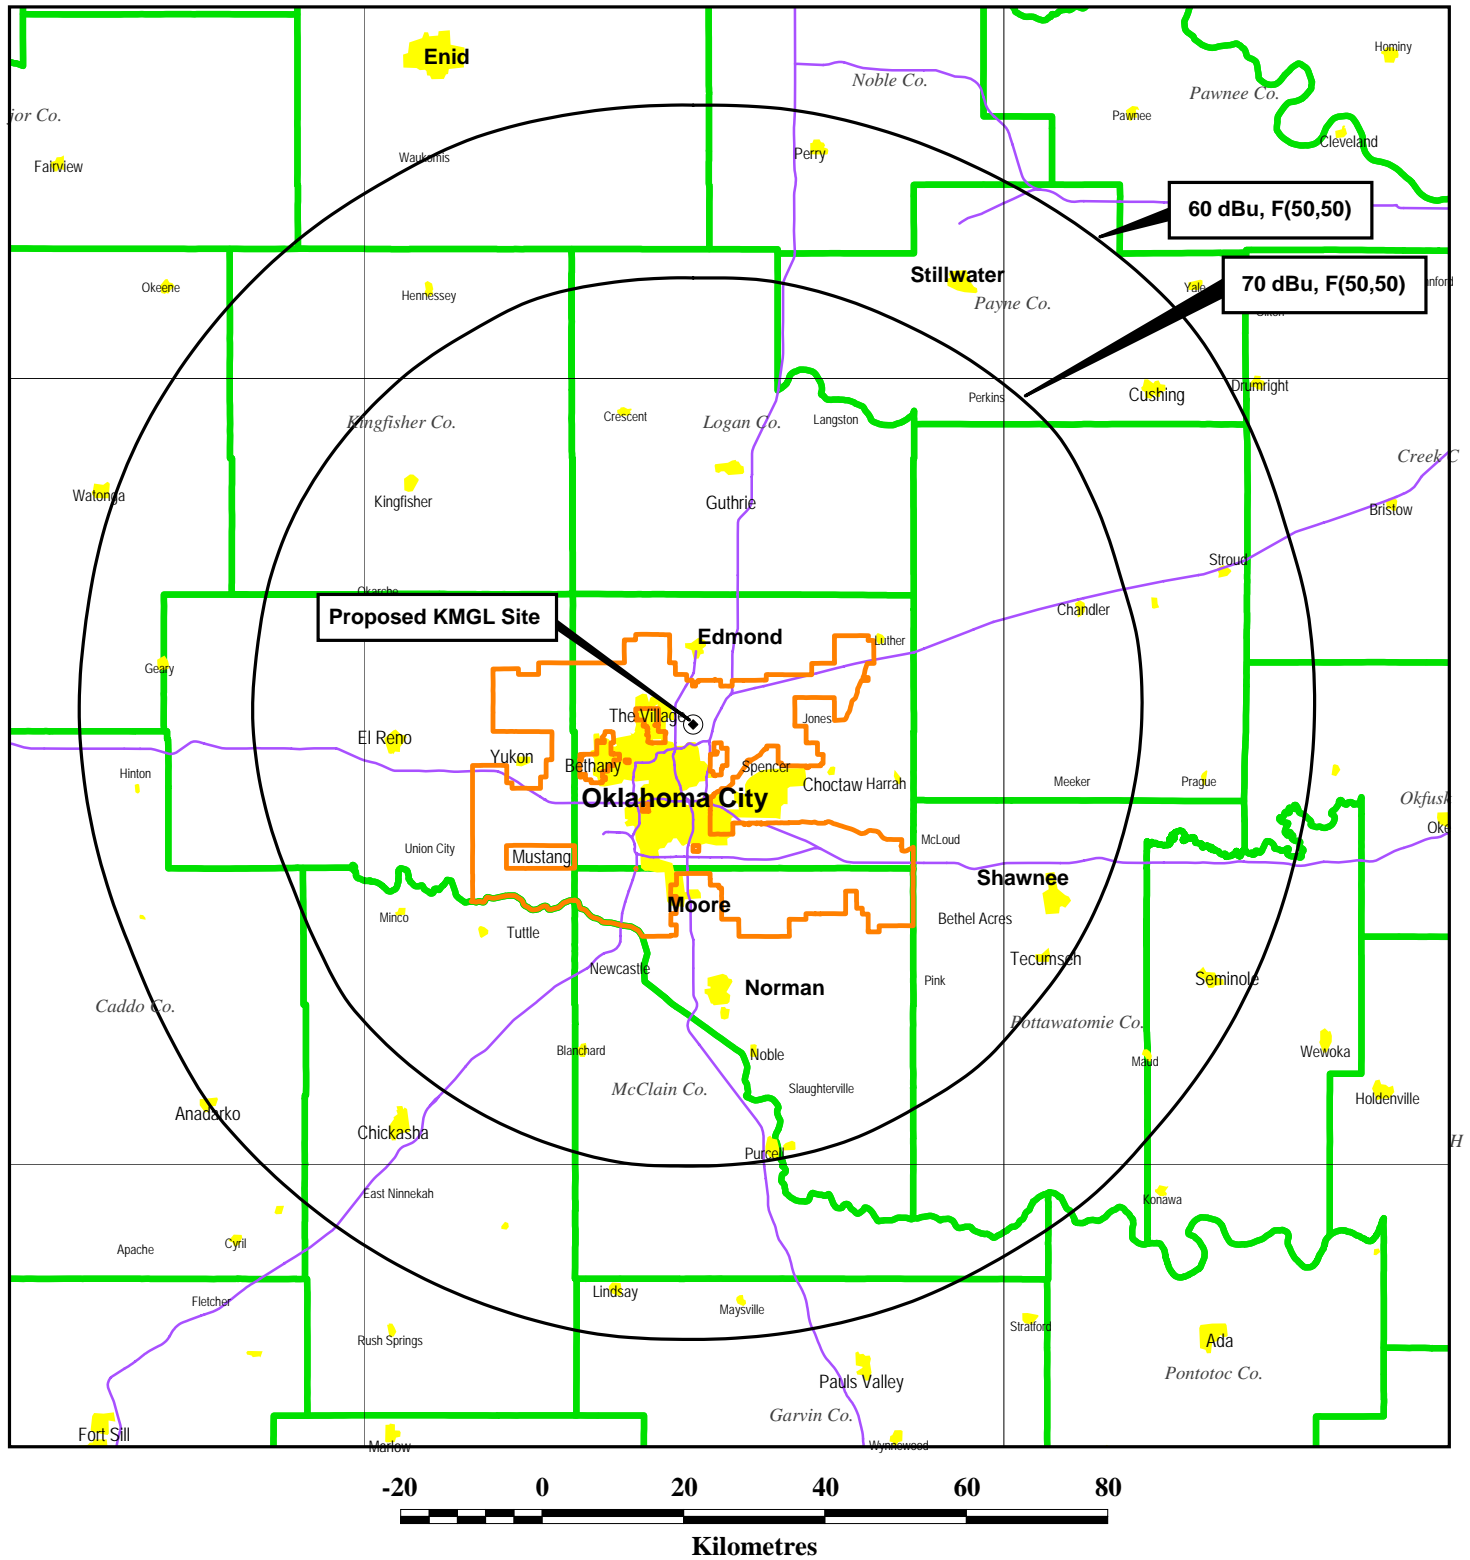 Enid
Hominy
Noble Co.
Pawnee Co.
jor Co.
Pawnee
Cleveland
Fairview
Waukomis
Perry
60 dBu, F(50,50)
Stillwater
70 dBu, F(50,50)
Okeene
Hennessey
Payne Co.
Yale
nford
Perkins
Cushing
Drumright
Kingfisher Co.
Crescent
Logan Co.
Langston
Creek C
Watonga
Kingfisher
Guthrie
Bristow
Stroud
Okarche
Proposed KMGL Site
Chandler
Edmond
Luther
Geary
The Village
Jones
El Reno
Yukon
Bethany
Spencer
Hinton
Choctaw
Harrah
Meeker
Prague
Oklahoma City
Okfusk
Oke
McLoud
Union City
Mustang
Shawnee
Moore
Minco
Tuttle
Bethel Acres
Tecumseh
Newcastle
Pink
Seminole
Norman
Caddo Co.
Pottawatomie Co.
Blanchard
Noble
Maud
Wewoka
McClain Co.
Slaughterville
Holdenville
Anadarko
Chickasha
Purcell
H
East Ninnekah
Konawa
Apache
Cyril
Lindsay
Fletcher
Maysville
Rush Springs
Stratford
Ada
Pontotoc Co.
Pauls Valley
Garvin Co.
Fort Sill
Marlow
Wynnewood
-20 0 20 40 60 80
Kilometres